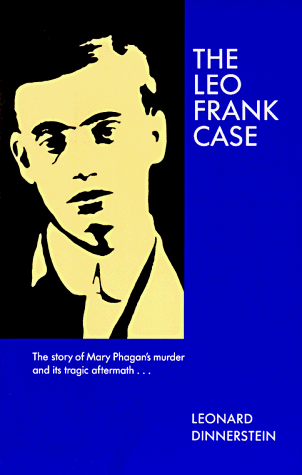 THE
LEO
FRANK
CASE
The story of Mary Phagan's murder
and its tragic aftermath . . .
LEONARD
DINNERSTEIN